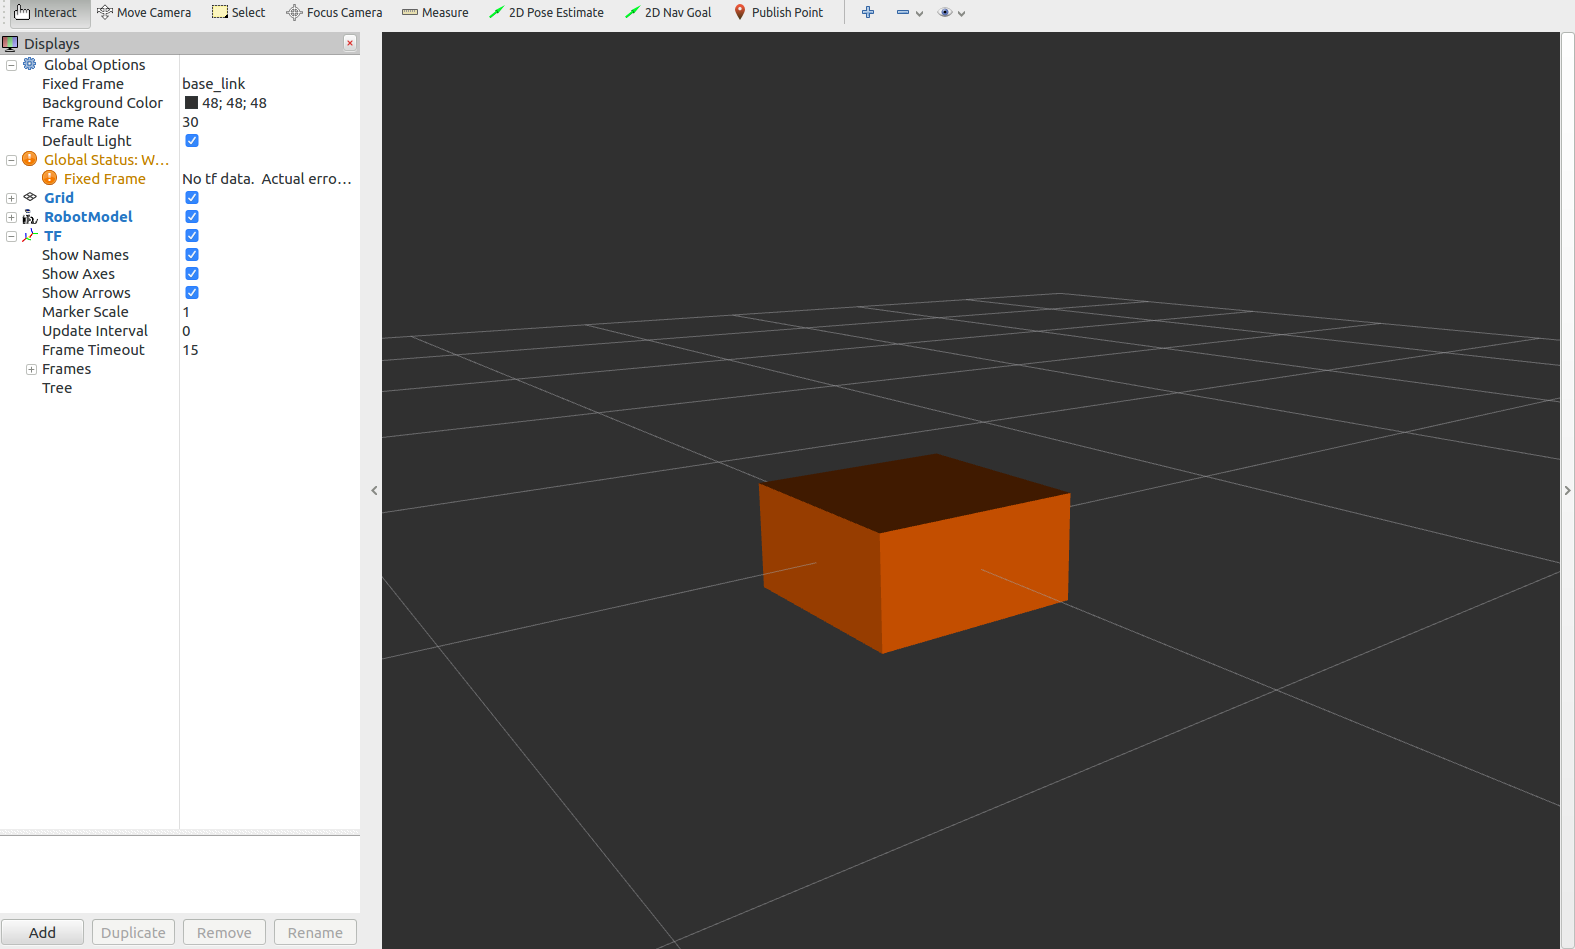 Interact Move Camera Select Focus Camera Measure 2D Pose Estimate 2D Nav Goal Publish Point
Displays
Global Options
Fixed Frame base_link
Background Color 48; 48; 48
Frame Rate 30
Default Light
Global Status: W...
Fixed Frame No tf data.  Actual erro...
Grid
RobotModel
TF
Show Names
Show Axes
Show Arrows
Marker Scale 1
Update Interval 0
Frame Timeout 15
Frames
Tree
Add Duplicate Remove Rename